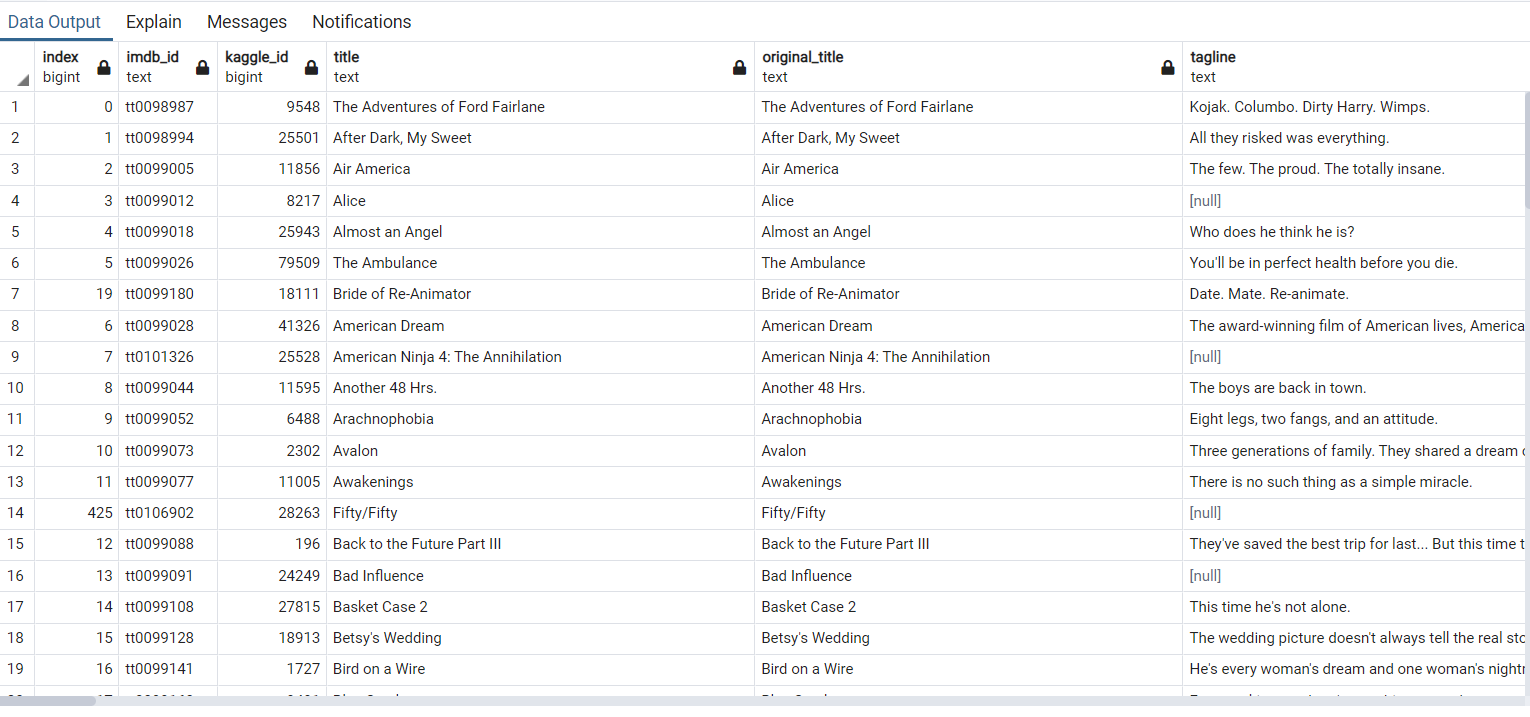 Data Output Explain Messages Notifications
index imdb_id kaggle_id title original_title tagline
bigint text bigint text text text
1 0 tt0098987 9548 The Adventures of Ford Fairlane The Adventures of Ford Fairlane Kojak. Columbo. Dirty Harry. Wimps.
2 1 tt0098994 25501 After Dark, My Sweet After Dark, My Sweet All they risked was everything.
3 2 tt0099005 11856 Air America Air America The few. The proud. The totally insane.
4 3 tt0099012 8217 Alice Alice [null]
5 4 tt0099018 25943 Almost an Angel Almost an Angel Who does he think he is?
6 5 tt0099026 79509 The Ambulance The Ambulance You'll be in perfect health before you die.
7 19 tt0099180 18111 Bride of Re-Animator Bride of Re-Animator Date. Mate. Re-animate.
8 6 tt0099028 41326 American Dream American Dream The award-winning film of American lives, America
9 7 tt0101326 25528 American Ninja 4: The Annihilation American Ninja 4: The Annihilation [null]
10 8 tt0099044 11595 Another 48 Hrs. Another 48 Hrs. The boys are back in town.
11 9 tt0099052 6488 Arachnophobia Arachnophobia Eight legs, two fangs, and an attitude.
12 10 tt0099073 2302 Avalon Avalon Three generations of family. They shared a dream
13 11 tt0099077 11005 Awakenings Awakenings There is no such thing as a simple miracle.
14 425 tt0106902 28263 Fifty/Fifty Fifty/Fifty [null]
15 12 tt0099088 196 Back to the Future Part III Back to the Future Part III They've saved the best trip for last... But this time t
16 13 tt0099091 24249 Bad Influence Bad Influence [null]
17 14 tt0099108 27815 Basket Case 2 Basket Case 2 This time he's not alone.
18 15 tt0099128 18913 Betsy's Wedding Betsy's Wedding The wedding picture doesn't always tell the real sto
19 16 tt0099141 1727 Bird on a Wire Bird on a Wire He's every woman's dream and one woman's nightr